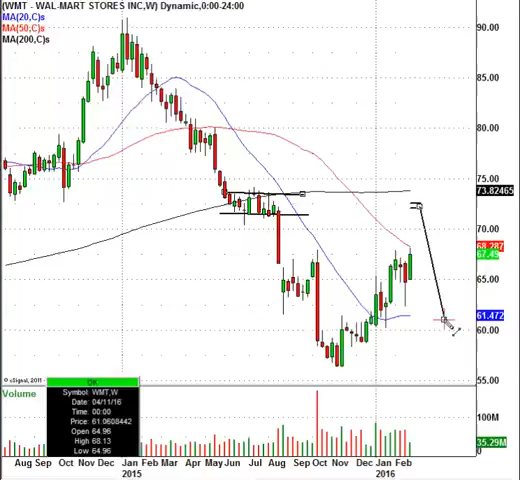 (WMT - WAL-MART STORES INC,W) Dynamic,0:00-24:00
MA(20,C)s
MA(50,C)s
MA(200,C)s
90.00
85.00
80.00
75.00
73.82465
70.00
68.287
67.45
65.00
61.472
60.00
55.00
© eSignal, 2011
OK
Volume
Symbol WMT,W
Date: 04/11/16
Time: 00:00
Price: 61.0608442
Open 64.96
High 68.13
Low 64.96
100M
35.29M
Aug Sep Oct Nov Dec Jan Feb Mar Apr May Jun Jul Aug Sep Oct Nov Dec Jan Feb
2015 2016